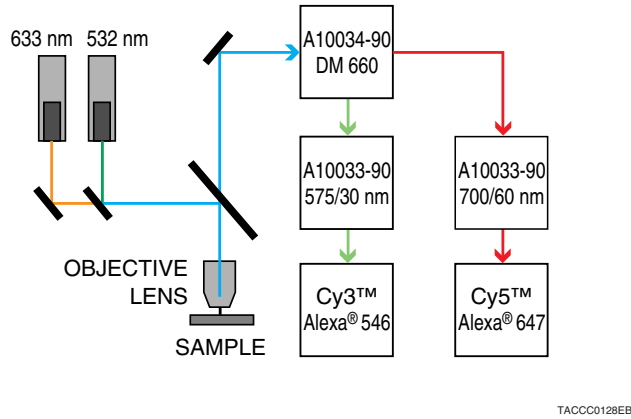 633 nm
532 nm
A10034-90
DM 660
A10033-90
575/30 nm
A10033-90
700/60 nm
OBJECTIVE
LENS
SAMPLE
Cy3™
Alexa® 546
Cy5™
Alexa® 647
TACCC0128EB